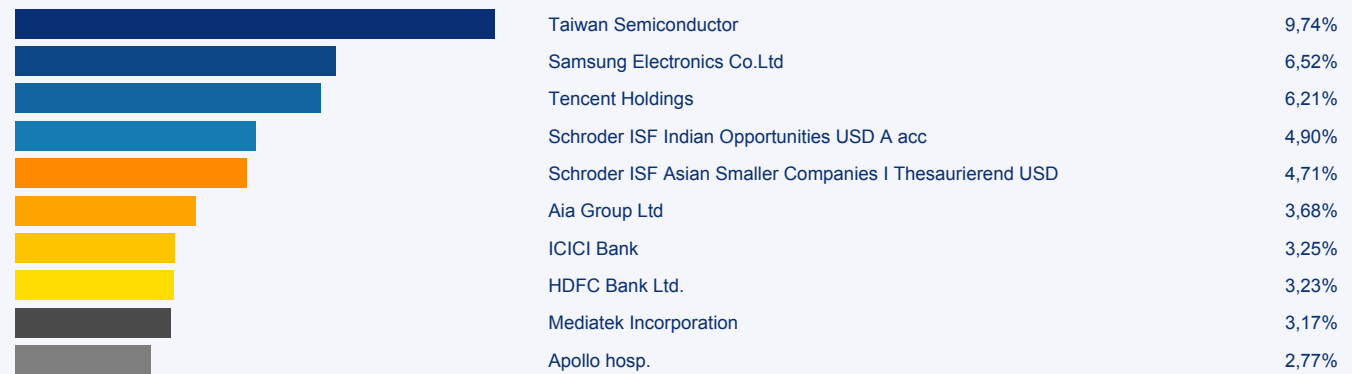 Taiwan Semiconductor 9,74%
Samsung Electronics Co.Ltd 6,52%
Tencent Holdings 6,21%
Schroder ISF Indian Opportunities USD A acc 4,90%
Schroder ISF Asian Smaller Companies I Thesaurierend USD 4,71%
Aia Group Ltd 3,68%
ICICI Bank 3,25%
HDFC Bank Ltd. 3,23%
Mediatek Incorporation 3,17%
Apollo hosp. 2,77%